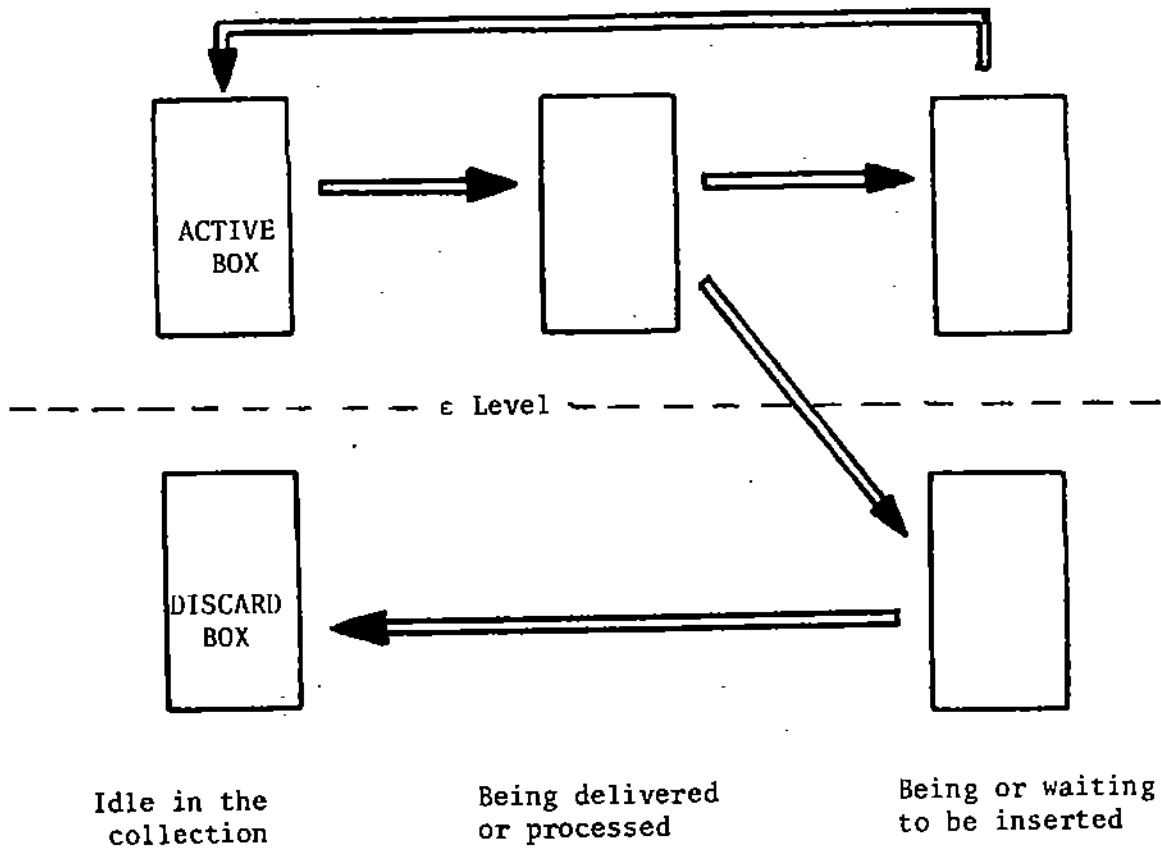 ACTIVE
BOX
ε Level
DISCARD
BOX
Idle in the
collection
Being delivered
or processed
Being or waiting
to be inserted